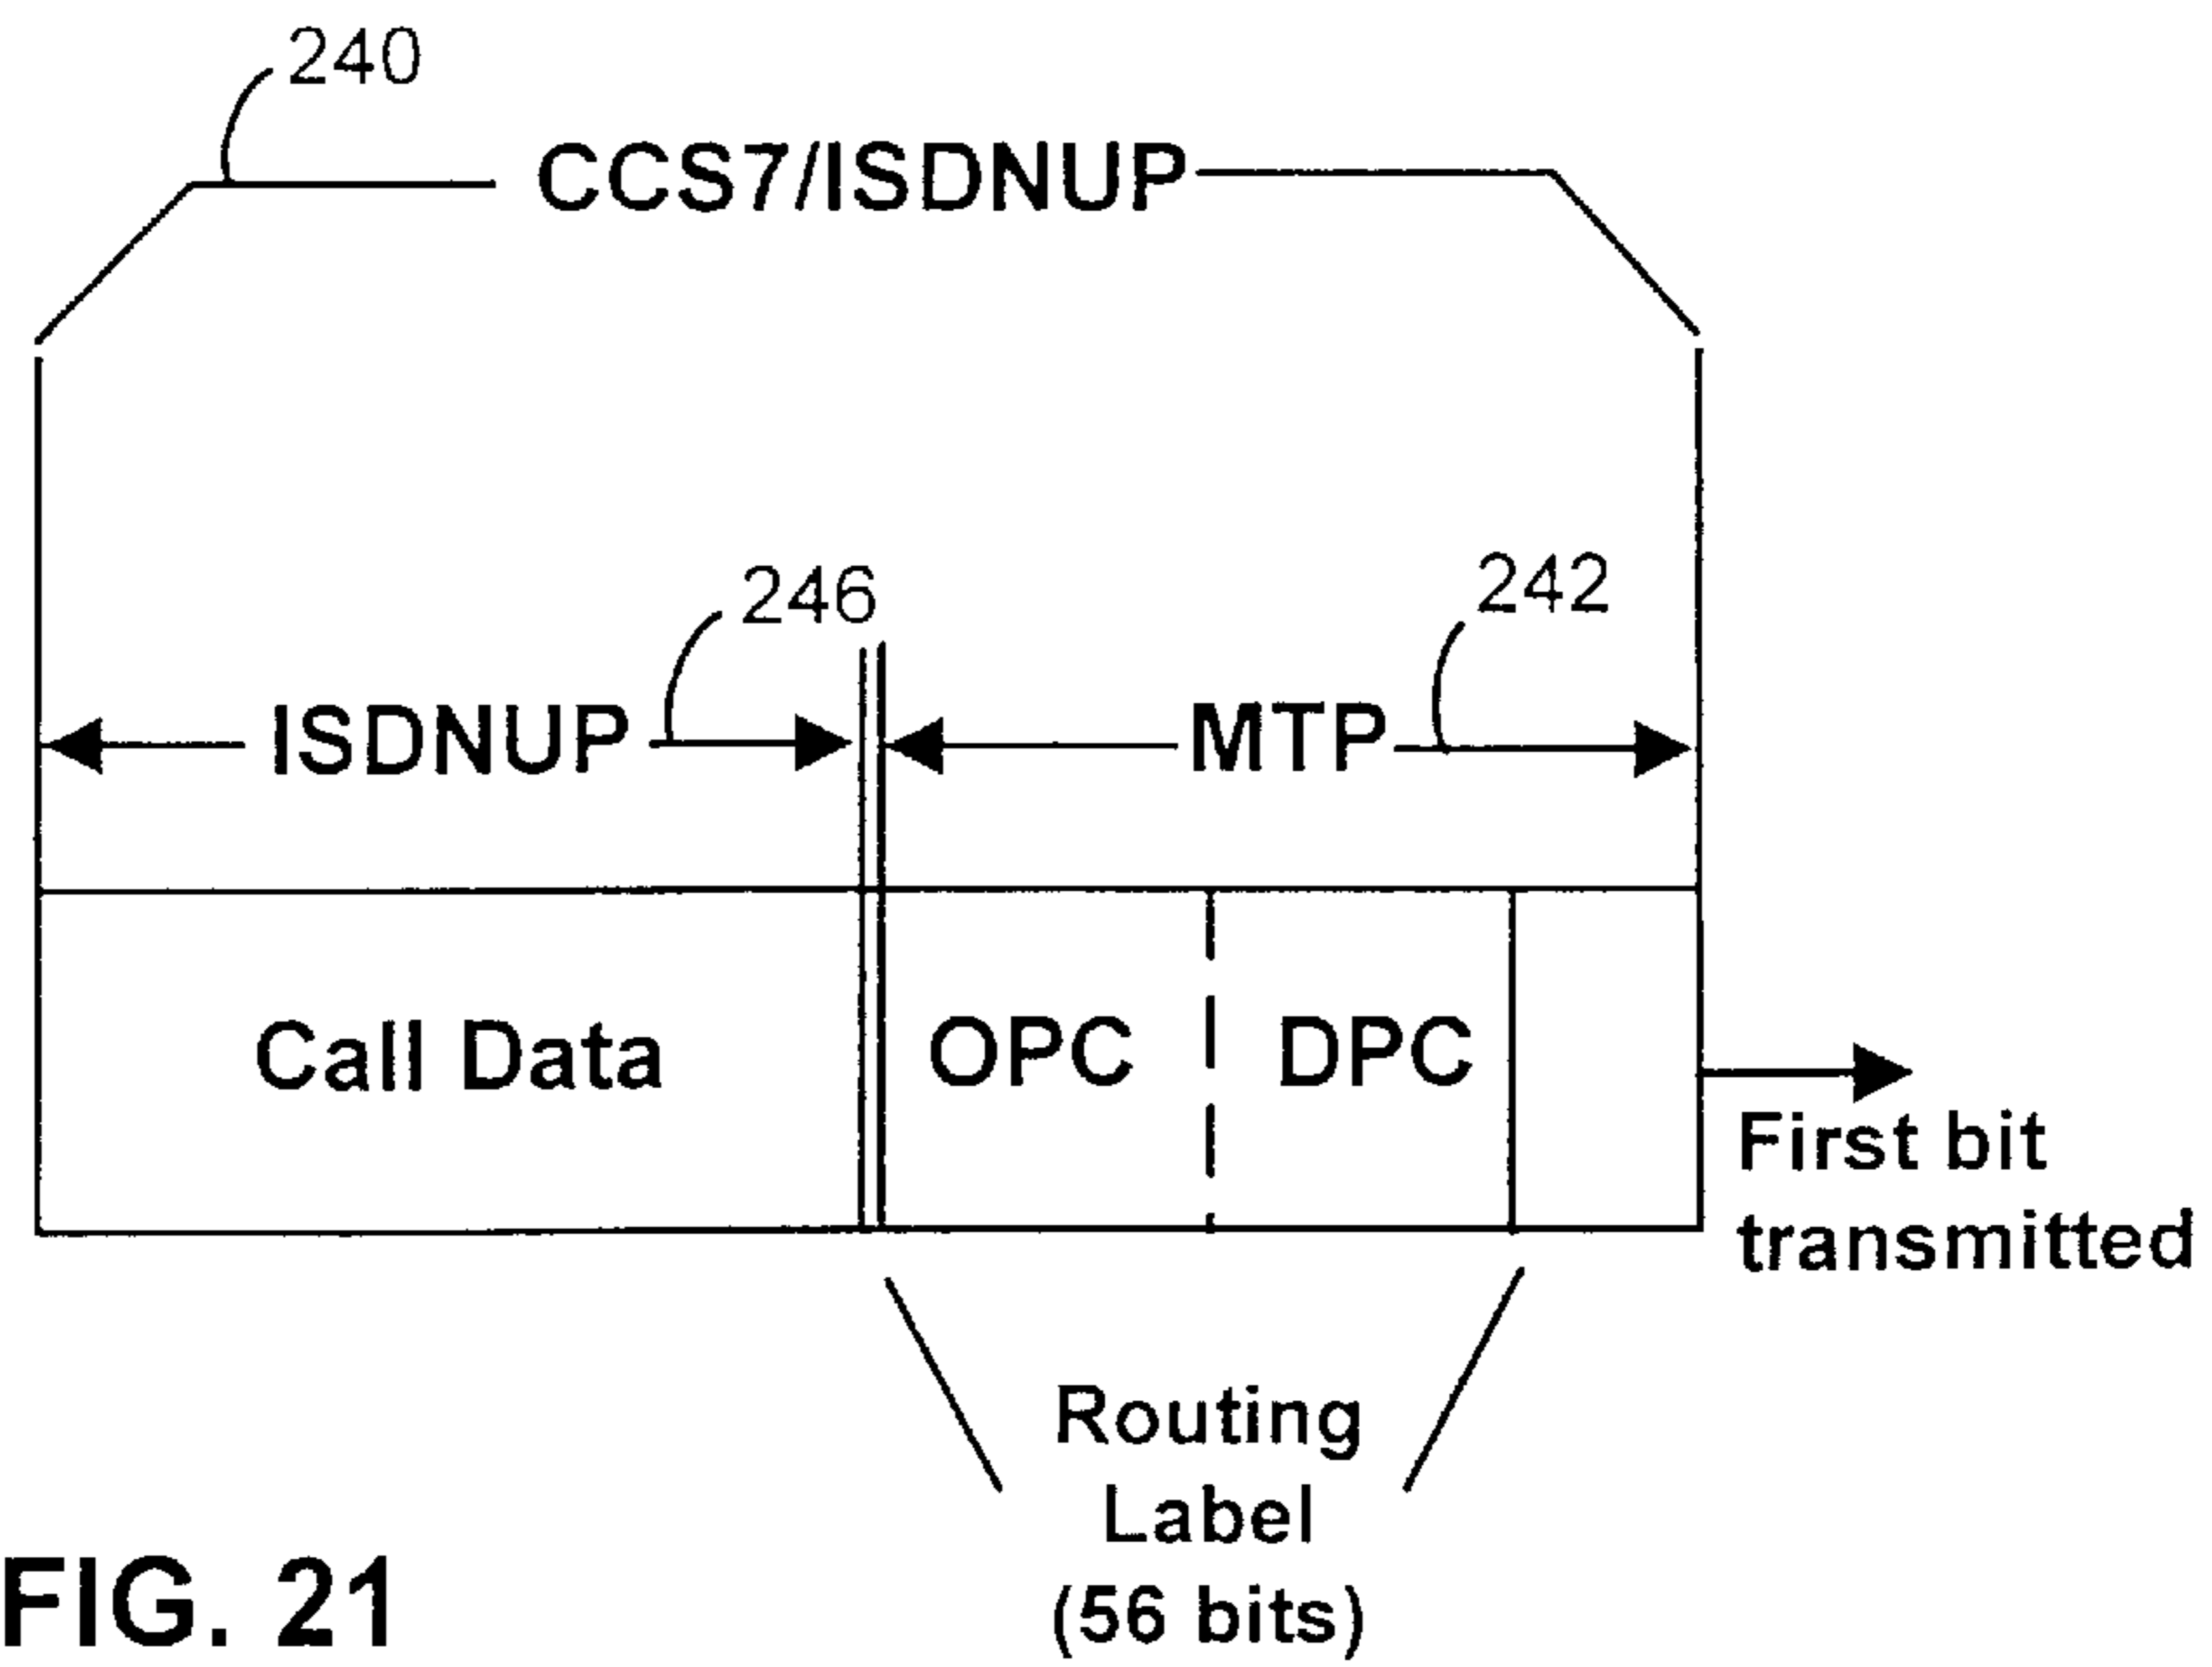 240
CCS7/ISDNUP
246
242
ISDNUP
MTP
Call Data
OPC
DPC
First bit
transmitted
Routing
Label
(56 bits)
FIG. 21